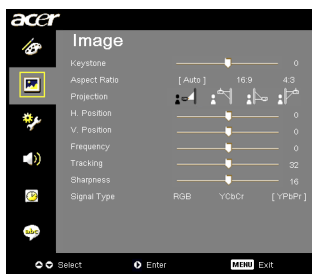 acer
Image
Keystone 0
Aspect Ratio [ Auto ] 16:9 4:3
Projection
H. Position 0
V. Position 0
Frequency 0
Tracking 32
Sharpness 16
Signal Type RGB YCbCr [ YPbPr ]
abc
Select Enter MENU Exit